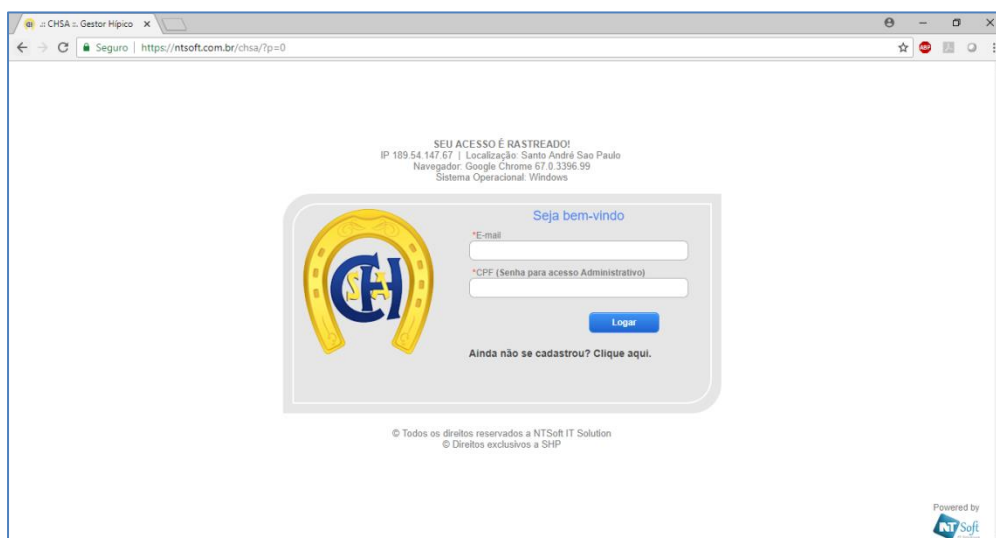 .:: CHSA ::. Gestor Hípico
Seguro | https://ntsoft.com.br/chsa/?p=0
ABP
SEU ACESSO É RASTREADO!
IP 189.54.147.67 | Localização: Santo André Sao Paulo
Navegador: Google Chrome 67.0.3396.99
Sistema Operacional: Windows
Seja bem-vindo
*E-mail
*CPF (Senha para acesso Administrativo)
CHSA
Logar
Ainda não se cadastrou? Clique aqui.
© Todos os direitos reservados a NTSoft IT Solution
© Direitos exclusivos a SHP
Powered by
NT Soft